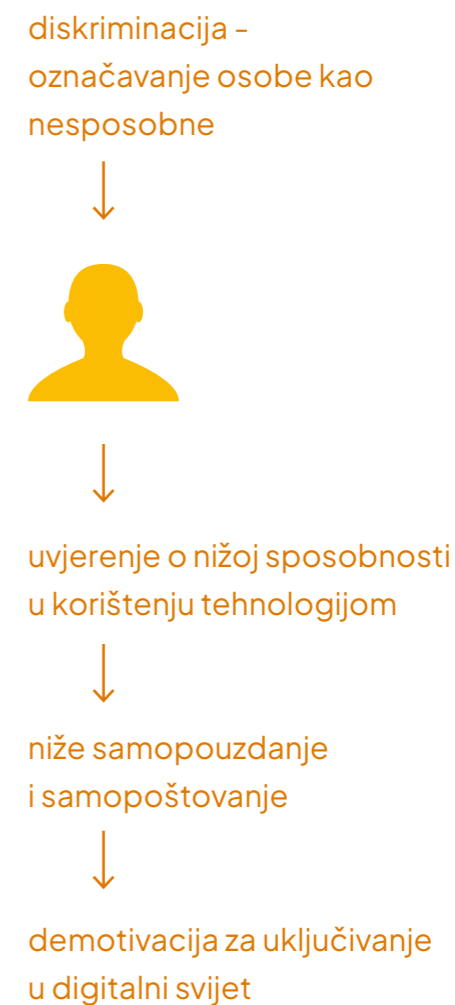 diskriminacija -
označavanje osobe kao
nesposobne
uvjerenje o nižoj sposobnosti
u korištenju tehnologijom
niže samopouzdanje
i samopoštovanje
demotivacija za uključivanje
u digitalni svijet